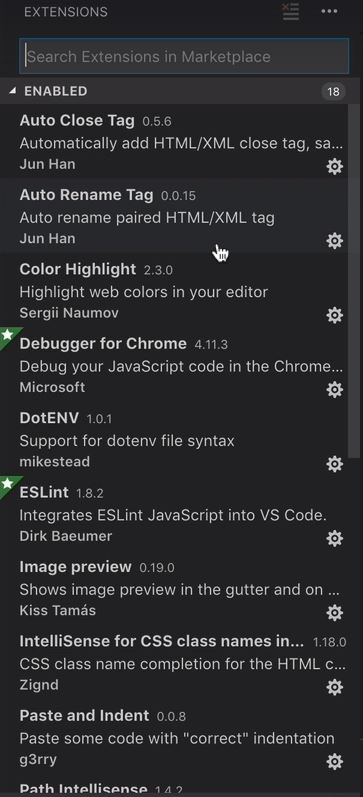 EXTENSIONS
Search Extensions in Marketplace
ENABLED 18
Auto Close Tag 0.5.6
Automatically add HTML/XML close tag, sa...
Jun Han
Auto Rename Tag 0.0.15
Auto rename paired HTML/XML tag
Jun Han
Color Highlight 2.3.0
Highlight web colors in your editor
Sergii Naumov
Debugger for Chrome 4.11.3
Debug your JavaScript code in the Chrome...
Microsoft
DotENV 1.0.1
Support for dotenv file syntax
mikestead
ESLint 1.8.2
Integrates ESLint JavaScript into VS Code.
Dirk Baeumer
Image preview 0.19.0
Shows image preview in the gutter and on ...
Kiss Tamás
IntelliSense for CSS class names in... 1.18.0
CSS class name completion for the HTML c...
Zignd
Paste and Indent 0.0.8
Paste some code with "correct" indentation
g3rry
Path Intellisense 1.4.2